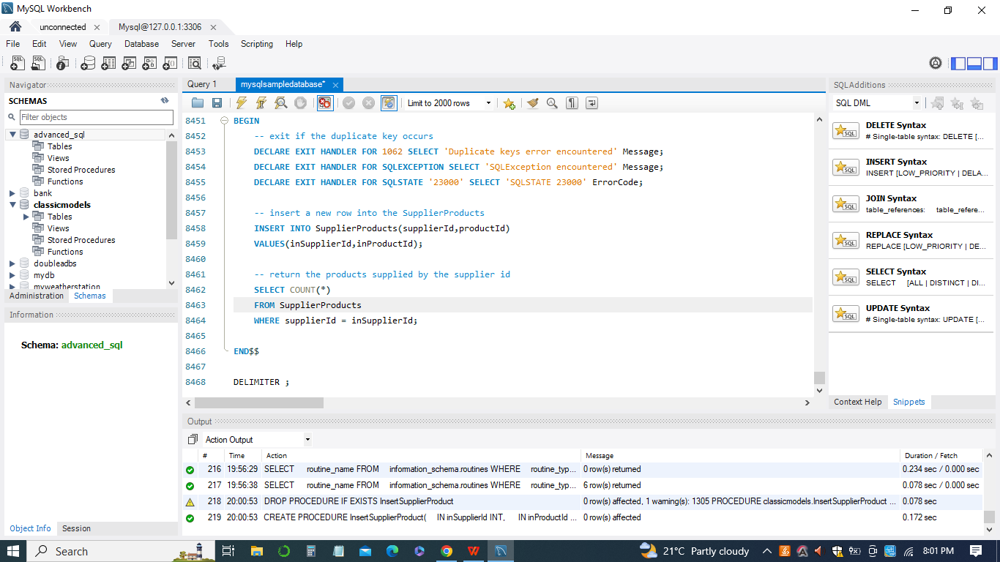 MySQL Workbench
unconnected
Mysql@127.0.0.1:3306
File Edit View Query Database Server Tools Scripting Help
Navigator
SCHEMAS
Filter objects
advanced_sql
Tables
Views
Stored Procedures
Functions
bank
classicmodels
Tables
Views
Stored Procedures
Functions
doubleadbs
mydb
myweatherstation
Administration Schemas
Information
Schema: advanced_sql
Object Info Session
Query 1 mysqlsampledatabase*
Limit to 2000 rows
8451 BEGIN
8452 -- exit if the duplicate key occurs
8453 DECLARE EXIT HANDLER FOR 1062 SELECT 'Duplicate keys error encountered' Message;
8454 DECLARE EXIT HANDLER FOR SQLEXCEPTION SELECT 'SQLException encountered' Message;
8455 DECLARE EXIT HANDLER FOR SQLSTATE '23000' SELECT 'SQLSTATE 23000' ErrorCode;
8456
8457 -- insert a new row into the SupplierProducts
8458 INSERT INTO SupplierProducts(supplierId,productId)
8459 VALUES(inSupplierId,inProductId);
8460
8461 -- return the products supplied by the supplier id
8462 SELECT COUNT(*)
8463 FROM SupplierProducts
8464 WHERE supplierId = inSupplierId;
8465
8466 END$$
8467
8468 DELIMITER ;
SQLAdditions
SQL DML
DELETE Syntax
# Single-table syntax: DELETE [...
INSERT Syntax
INSERT [LOW_PRIORITY | DELA...
JOIN Syntax
table_references: table_refere...
REPLACE Syntax
REPLACE [LOW_PRIORITY | DE...
SELECT Syntax
SELECT [ALL | DISTINCT | DI...
UPDATE Syntax
# Single-table syntax: UPDATE [...
Context Help Snippets
Output
Action Output
# Time Action Message Duration / Fetch
216 19:56:29 SELECT routine_name FROM information_schema.routines WHERE routine_typ... 0 row(s) returned 0.234 sec / 0.000 sec
217 19:56:38 SELECT routine_name FROM information_schema.routines WHERE routine_typ... 6 row(s) returned 0.078 sec / 0.000 sec
218 20:00:53 DROP PROCEDURE IF EXISTS InsertSupplierProduct 0 row(s) affected, 1 warning(s): 1305 PROCEDURE classicmodels.InsertSupplierProduct ... 0.078 sec
219 20:00:53 CREATE PROCEDURE InsertSupplierProduct( IN inSupplierId INT, IN inProductId ... 0 row(s) affected 0.172 sec
Search
21°C Partly cloudy
8:01 PM